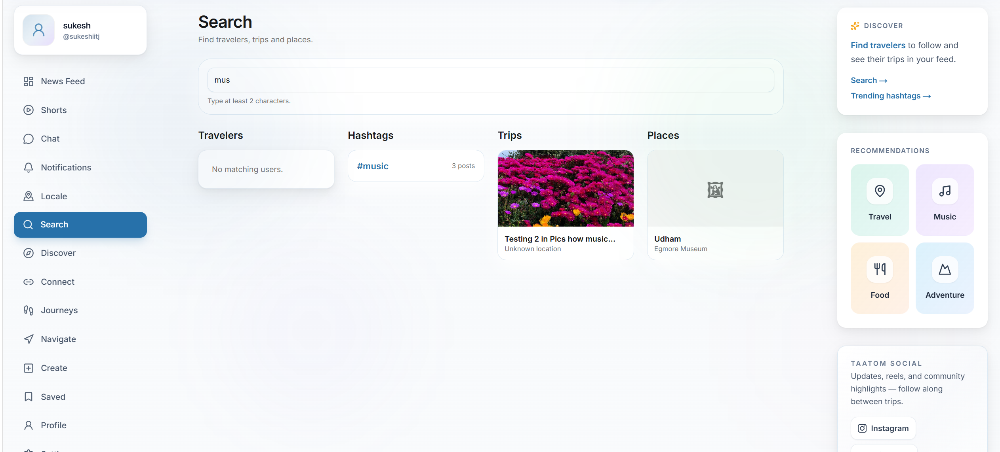 sukesh
@sukeshiitj
News Feed
Shorts
Chat
Notifications
Locale
Search
Discover
Connect
Journeys
Navigate
Create
Saved
Profile
Search
Find travelers, trips and places.
mus
Type at least 2 characters.
Travelers
No matching users.
Hashtags
#music
3 posts
Trips
Testing 2 in Pics how music...
Unknown location
Places
Udham
Egmore Museum
DISCOVER
Find travelers to follow and
see their trips in your feed.
Search →
Trending hashtags →
RECOMMENDATIONS
Travel
Music
Food
Adventure
TAATOM SOCIAL
Updates, reels, and community
highlights — follow along
between trips.
Instagram